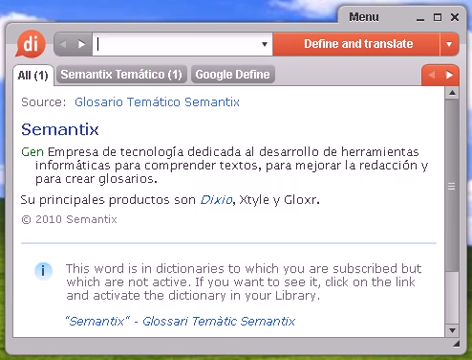 Menu
di
Define and translate
All (1) Semantix Temático (1) Google Define
Source: Glosario Temático Semantix
Semantix
Gen Empresa de tecnología dedicada al desarrollo de herramientas
informáticas para comprender textos, para mejorar la redacción y
para crear glosarios.
Su principales productos son Dixio, Xtyle y Gloxr.
© 2010 Semantix
i
This word is in dictionaries to which you are subscribed but
which are not active. If you want to see it, click on the link
and activate the dictionary in your Library.
"Semantix" - Glossari Temàtic Semantix